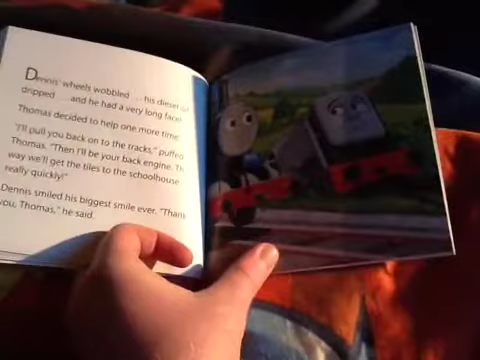 Dennis' wheels wobbled . . . his diesel oil
dripped . . . and he had a very long face!
Thomas decided to help one more time.
"I'll pull you back on to the tracks," puffed
Thomas. "Then I'll be your back engine.
way we'll get the tiles to the schoolhouse
really quickly!"
Dennis smiled his biggest smile ever. "Thank
you, Thomas," he said.